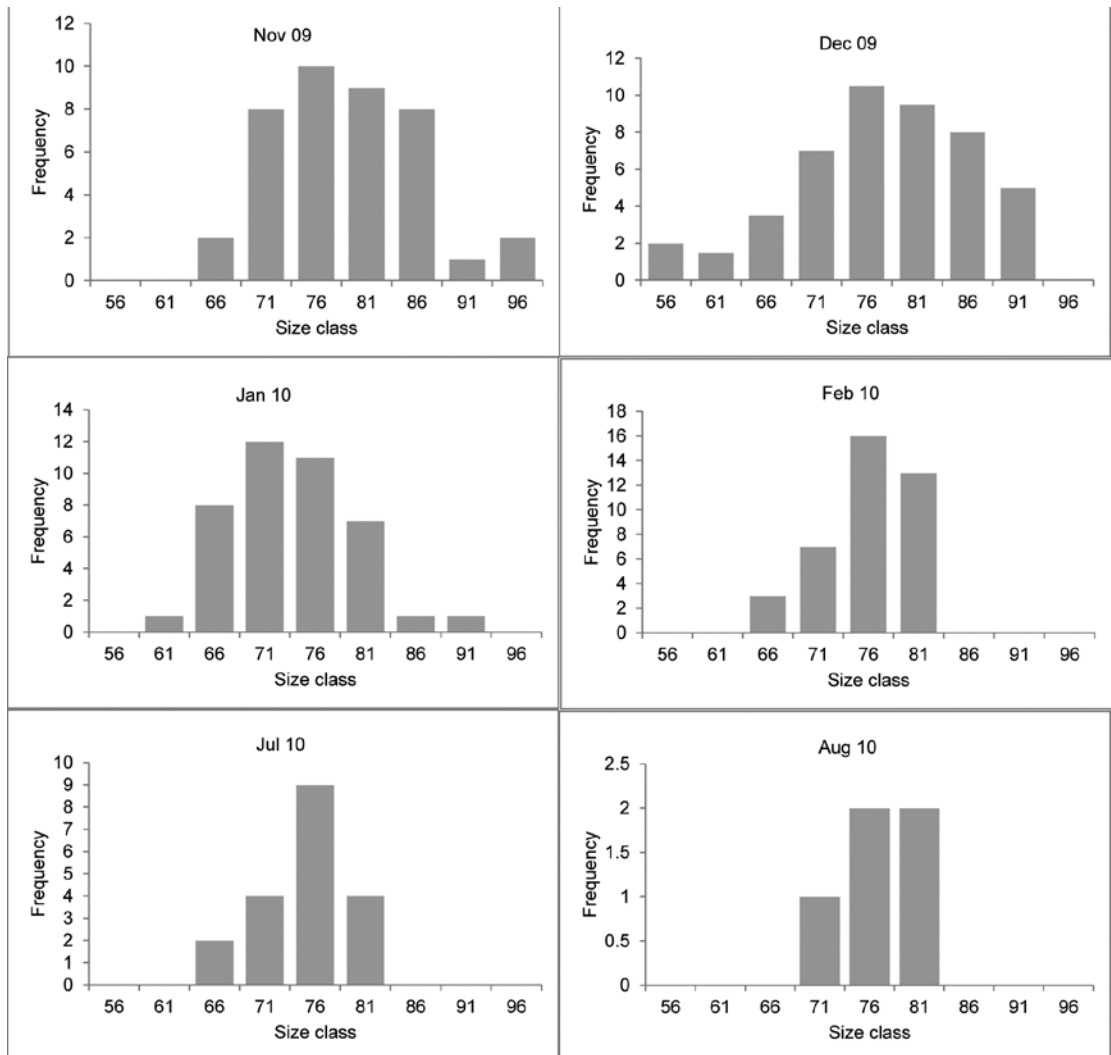 Nov 09
12
10
8
6
4
2
0
Frequency
56 61 66 71 76 81 86 91 96
Size class
Dec 09
12
10
8
6
4
2
0
Frequency
56 61 66 71 76 81 86 91 96
Size class
Jan 10
14
12
10
8
6
4
2
0
Frequency
56 61 66 71 76 81 86 91 96
Size class
Feb 10
18
16
14
12
10
8
6
4
2
0
Frequency
56 61 66 71 76 81 86 91 96
Size class
Jul 10
10
9
8
7
6
5
4
3
2
1
0
Frequency
56 61 66 71 76 81 86 91 96
Size class
Aug 10
2.5
2
1.5
1
0.5
0
Frequency
56 61 66 71 76 81 86 91 96
Size class